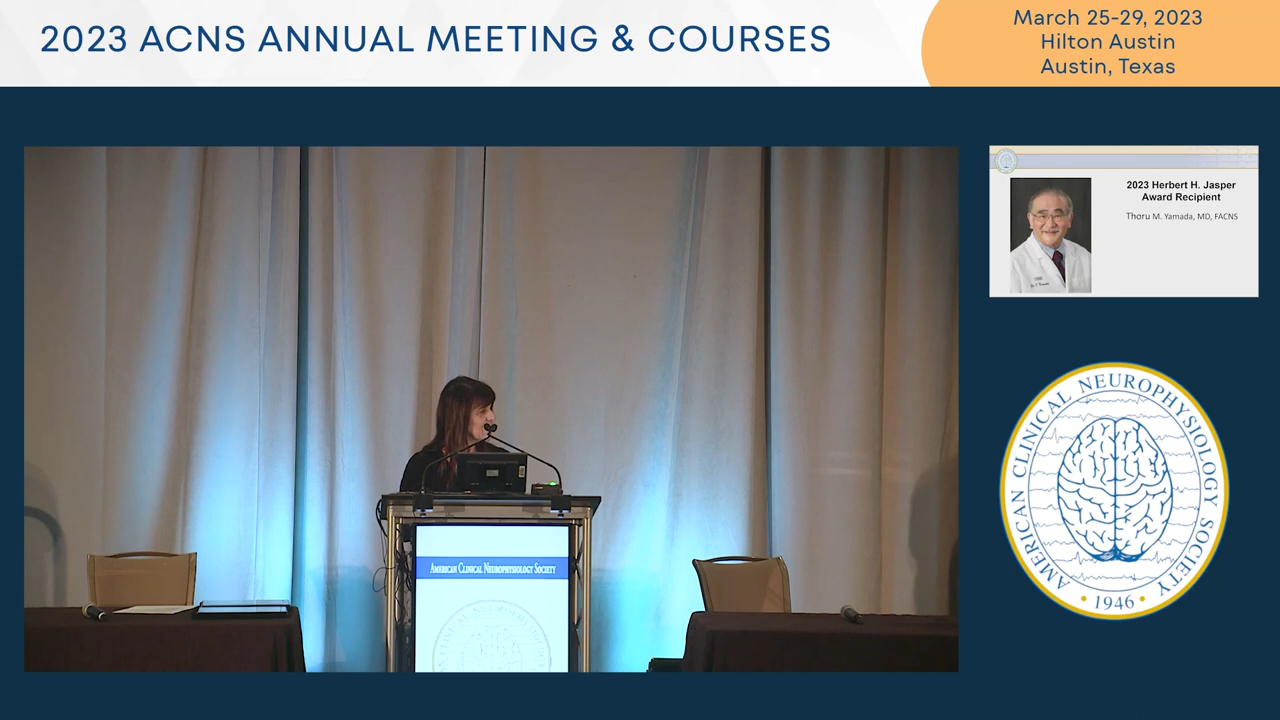 2023 ACNS ANNUAL MEETING & COURSES
March 25-29, 2023
Hilton Austin
Austin, Texas
2023 Herbert H. Jasper
Award Recipient
Thoru M. Yamada, MD, FACNS
AMERICAN CLINICAL NEUROPHYSIOLOGY SOCIETY
• 1946 •
AMERICAN CLINICAL NEUROPHYSIOLOGY SOCIETY